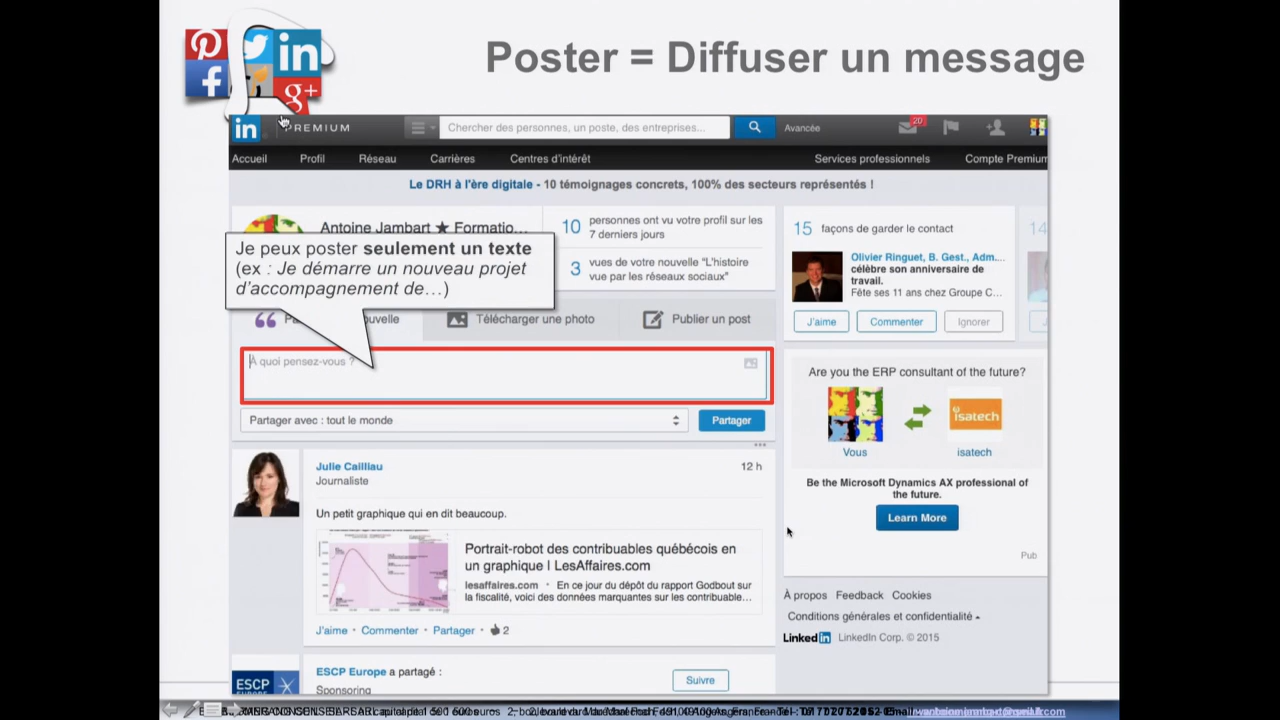 Poster = Diffuser un message
in PREMIUM
Chercher des personnes, un poste, des entreprises...
Avancée
20
Accueil Profil Réseau Carrières Centres d'intérêt Services professionnels Compte Premium
Le DRH à l'ère digitale - 10 témoignages concrets, 100% des secteurs représentés !
Antoine Jambart ★ Formatio...
Je peux poster seulement un texte
(ex : Je démarre un nouveau projet
d'accompagnement de…)
10 personnes ont vu votre profil sur les
7 derniers jours
3 vues de votre nouvelle "L'histoire
vue par les réseaux sociaux"
15 façons de garder le contact
14
Olivier Ringuet, B. Gest., Adm...
célèbre son anniversaire de
travail.
Fête ses 11 ans chez Groupe C...
J'aime Commenter Ignorer
Télécharger une photo
Publier un post
À quoi pensez-vous ?
Partager avec : tout le monde
Partager
Are you the ERP consultant of the future?
isatech
Vous isatech
Be the Microsoft Dynamics AX professional of
the future.
Learn More
Pub
Julie Cailliau 12 h
Journaliste
Un petit graphique qui en dit beaucoup.
Portrait-robot des contribuables québécois en
un graphique | LesAffaires.com
lesaffaires.com · En ce jour du dépôt du rapport Godbout sur
la fiscalité, voici des données marquantes sur les contribuable...
J'aime · Commenter · Partager · 2
À propos Feedback Cookies
Conditions générales et confidentialité
LinkedIn LinkedIn Corp. © 2015
ESCP Europe a partagé :
Sponsoring
Suivre
ESCP